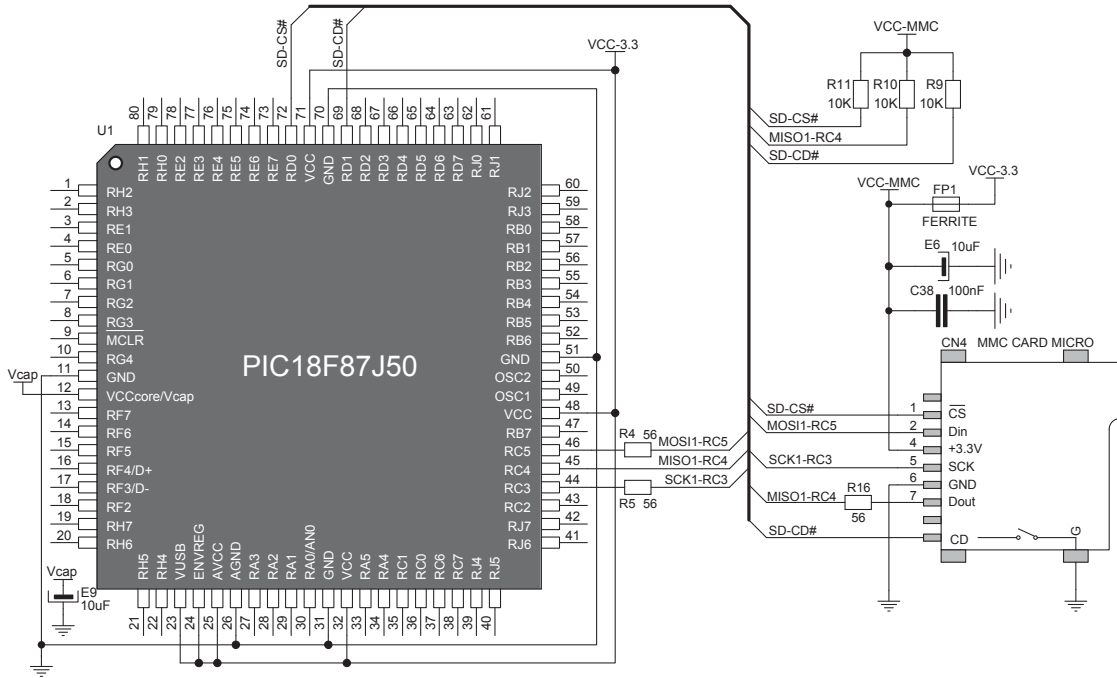 SD-CS#
SD-CD#
VCC-3.3
VCC-MMC
R11
10K
R10
10K
R9
10K
SD-CS#
MISO1-RC4
SD-CD#
U1
80
79
78
77
76
75
74
73
72
71
70
69
68
67
66
65
64
63
62
61
RH1
RH0
RE2
RE3
RE4
RE5
RE6
RE7
RD0
VCC
GND
RD1
RD2
RD3
RD4
RD5
RD6
RD7
RJ0
RJ1
1 RH2
2 RH3
3 RE1
4 RE0
5 RG0
6 RG1
7 RG2
8 RG3
9 MCLR
10 RG4
11 GND
12 VCCcore/Vcap
13 RF7
14 RF6
15 RF5
16 RF4/D+
17 RF3/D-
18 RF2
19 RH7
20 RH6
Vcap
PIC18F87J50
RJ2 60
RJ3 59
RB0 58
RB1 57
RB2 56
RB3 55
RB4 54
RB5 53
RB6 52
GND 51
OSC2 50
OSC1 49
VCC 48
RB7 47
RC5 46
RC4 45
RC3 44
RC2 43
RJ7 42
RJ6 41
R4 56
MOSI1-RC5
MISO1-RC4
SCK1-RC3
R5 56
RH5
RH4
VUSB
ENVREG
AVCC
AGND
RA3
RA2
RA1
RA0/AN0
GND
VCC
RA5
RA4
RC1
RC0
RC6
RC7
RJ4
RJ5
21
22
23
24
25
26
27
28
29
30
31
32
33
34
35
36
37
38
39
40
Vcap
E9
10uF
VCC-MMC
VCC-3.3
FP1
FERRITE
E6 10uF
C38 100nF
CN4 MMC CARD MICRO
SD-CS# 1 CS
MOSI1-RC5 2 Din
4 +3.3V
SCK1-RC3 5 SCK
6 GND
MISO1-RC4 R16 7 Dout
56
SD-CD# CD
G